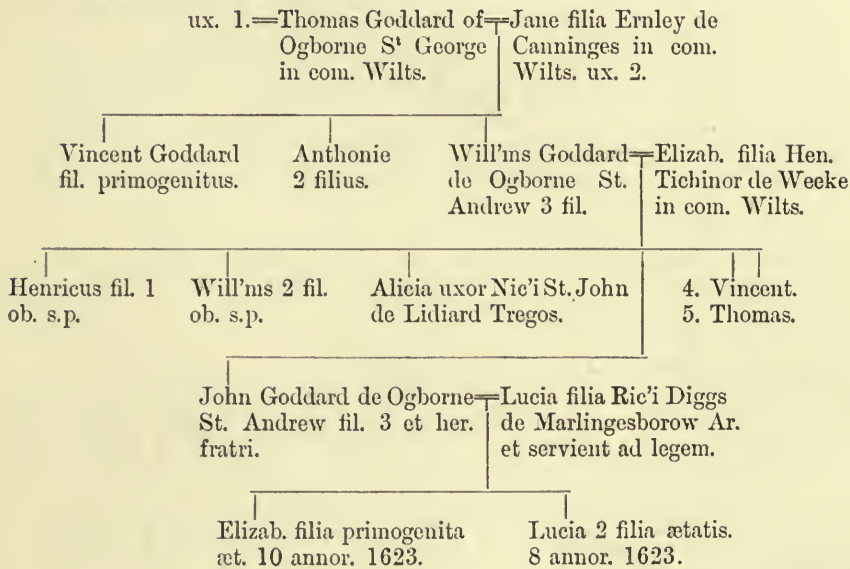 ux. 1.═Thomas Goddard of═Jane filia Ernley de
Ogborne Sᵗ George
in com. Wilts.
Canninges in com.
Wilts. ux. 2.
Vincent Goddard
fil. primogenitus.
Anthonie
2 filius.
Will'ms Goddard
de Ogborne St.
Andrew 3 fil.
Elizab. filia Hen.
Tichinor de Weeke
in com. Wilts.
Henricus fil. 1
ob. s.p.
Will'ms 2 fil.
ob. s.p.
Alicia uxor Nic'i St. John
de Lidiard Tregos.
4. Vincent.
5. Thomas.
John Goddard de Ogborne
St. Andrew fil. 3 et her.
fratri.
Lucia filia Ric'i Diggs
de Marlingesborow Ar.
et servient ad legem.
Elizab. filia primogenita
æt. 10 annor. 1623.
Lucia 2 filia ætatis.
8 annor. 1623.